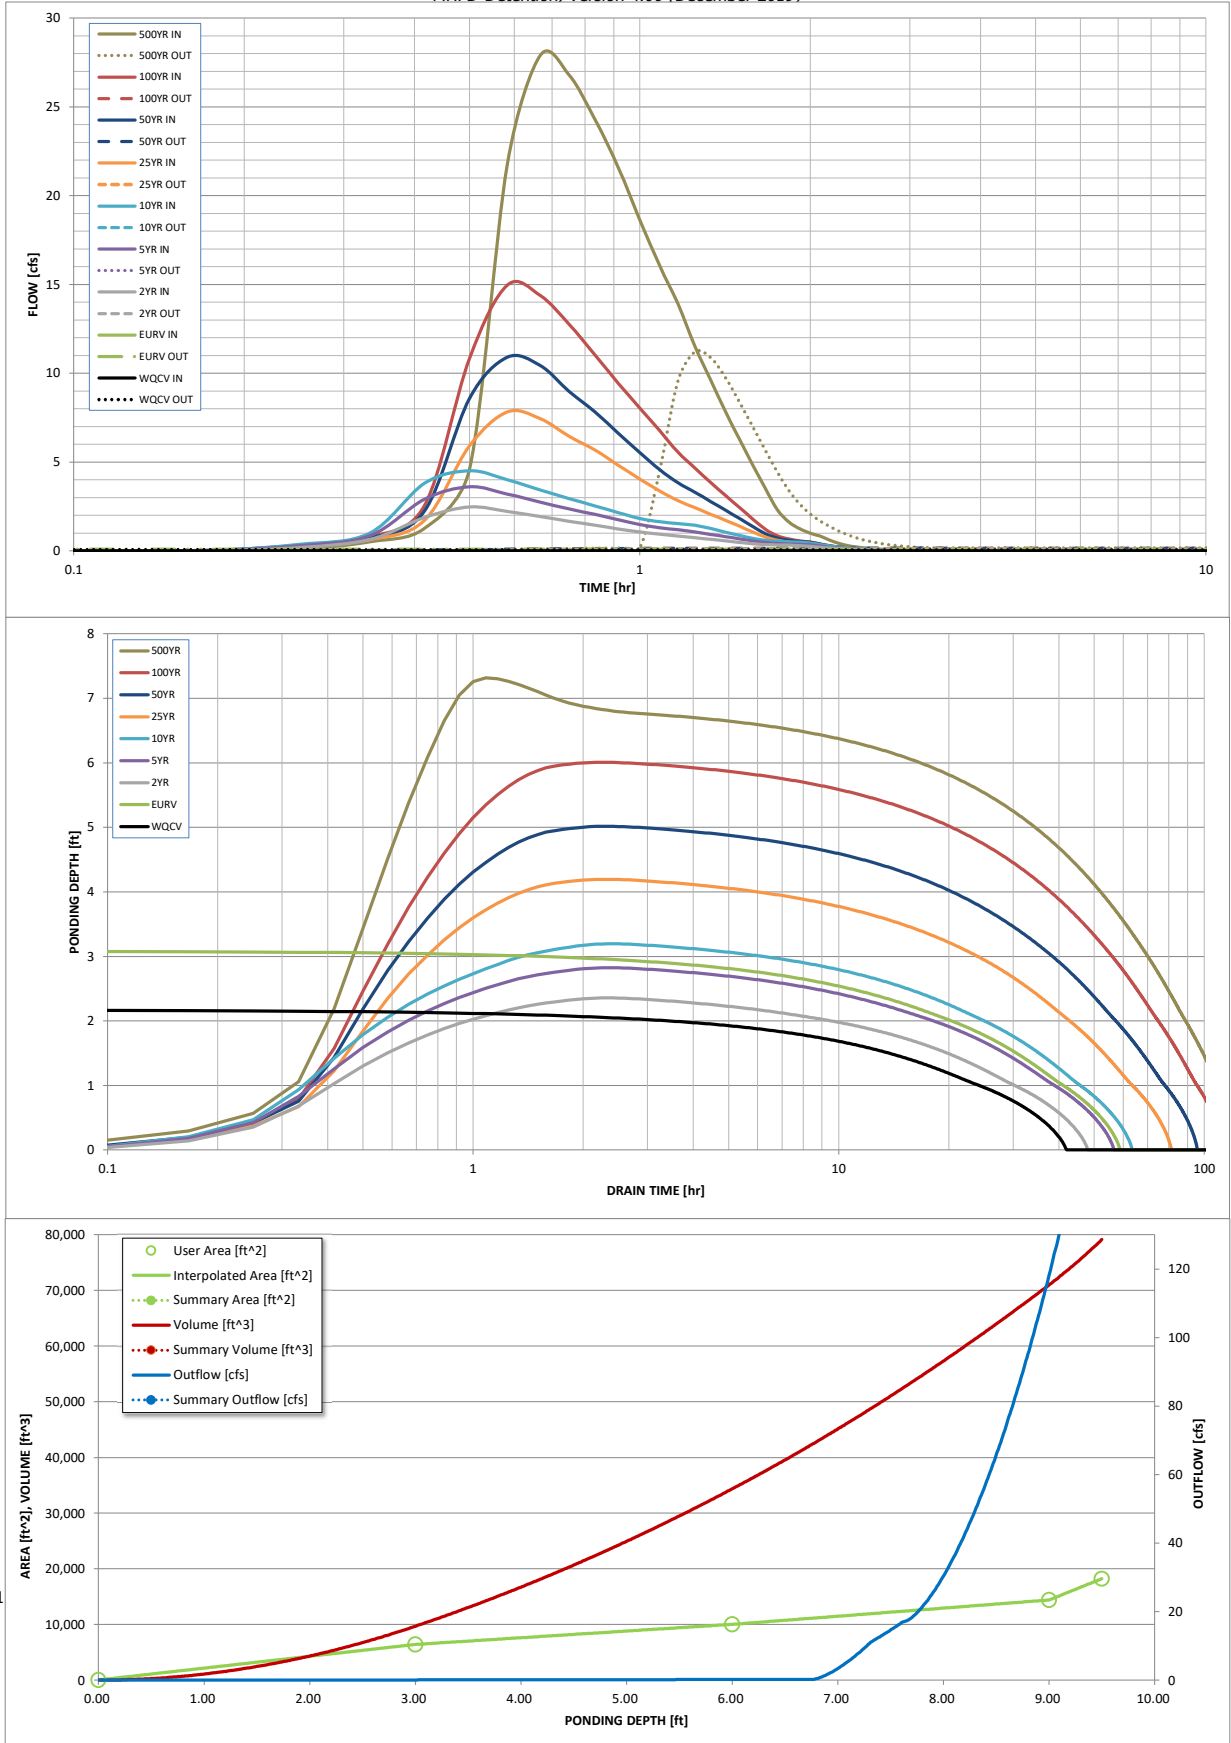 30
25
20
15
10
5
0
FLOW [cfs]
500YR IN
500YR OUT
100YR IN
100YR OUT
50YR IN
50YR OUT
25YR IN
25YR OUT
10YR IN
10YR OUT
5YR IN
5YR OUT
2YR IN
2YR OUT
EURV IN
EURV OUT
WQCV IN
WQCV OUT
0.1 1 10
TIME [hr]
8
7
6
5
4
3
2
1
0
PONDING DEPTH [ft]
500YR
100YR
50YR
25YR
10YR
5YR
2YR
EURV
WQCV
0.1 1 10 100
DRAIN TIME [hr]
80,000
70,000
60,000
50,000
40,000
30,000
20,000
10,000
0
AREA [ft^2], VOLUME [ft^3]
User Area [ft^2]
Interpolated Area [ft^2]
Summary Area [ft^2]
Volume [ft^3]
Summary Volume [ft^3]
Outflow [cfs]
Summary Outflow [cfs]
120
100
80
60
40
20
0
OUTFLOW [cfs]
0.00 1.00 2.00 3.00 4.00 5.00 6.00 7.00 8.00 9.00 10.00
PONDING DEPTH [ft]